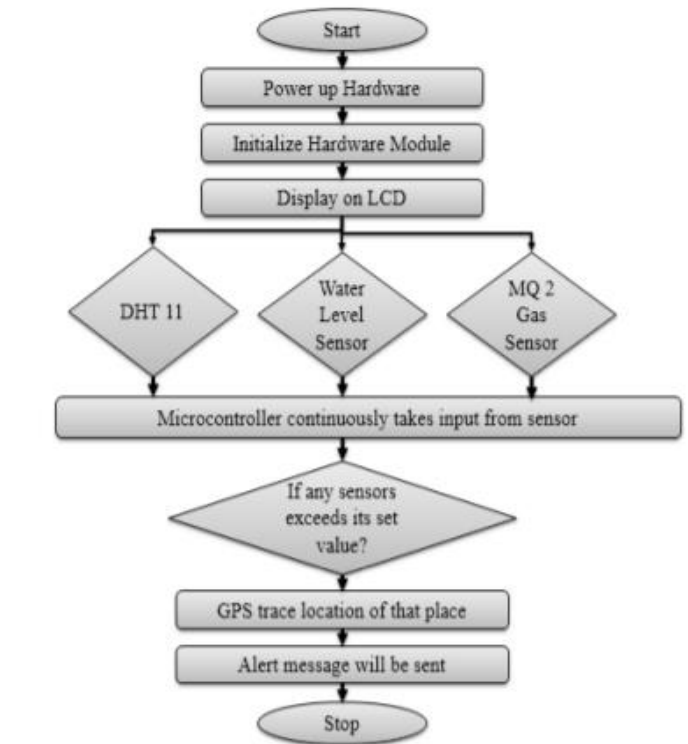 Start
Power up Hardware
Initialize Hardware Module
Display on LCD
DHT 11
Water
Level
Sensor
MQ 2
Gas
Sensor
Microcontroller continuously takes input from sensor
If any sensors
exceeds its set
value?
GPS trace location of that place
Alert message will be sent
Stop